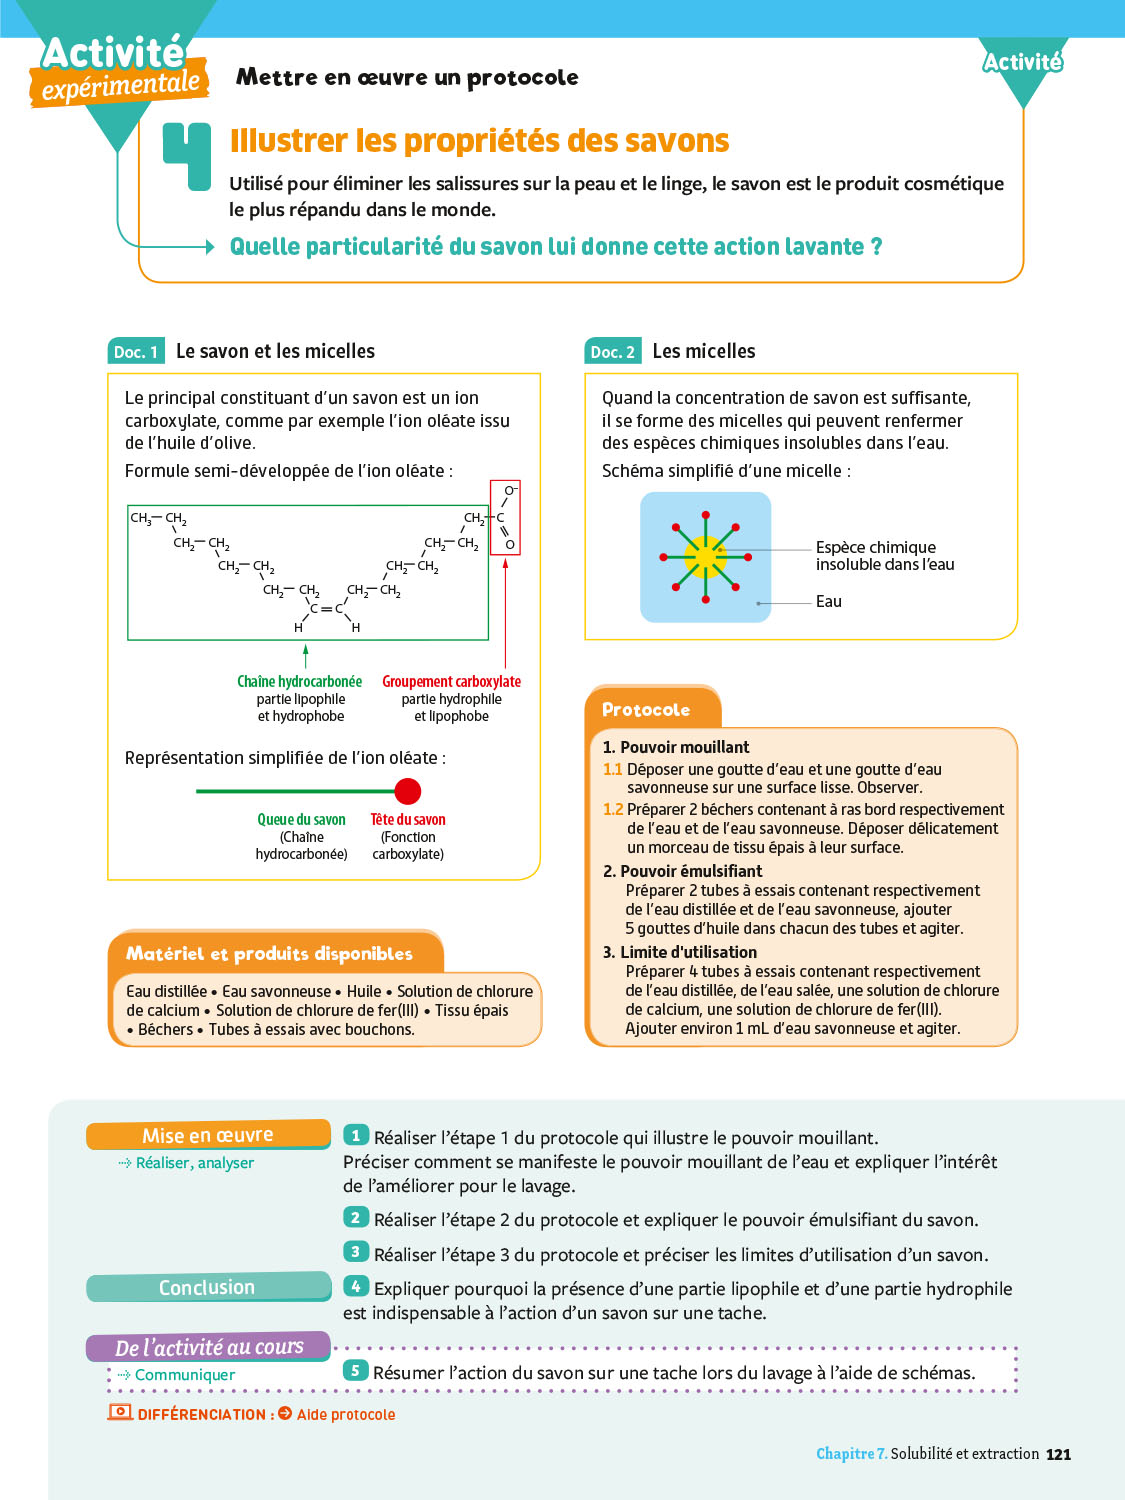 Activité
expérimentale
Mettre en œuvre un protocole
Activité
4
Illustrer les propriétés des savons
Utilisé pour éliminer les salissures sur la peau et le linge, le savon est le produit cosmétique
le plus répandu dans le monde.
Quelle particularité du savon lui donne cette action lavante ?
Doc. 1 Le savon et les micelles
Le principal constituant d'un savon est un ion
carboxylate, comme par exemple l'ion oléate issu
de l'huile d'olive.
Formule semi-développée de l'ion oléate :
O⁻
CH₃ — CH₂ CH₂ — C
CH₂ — CH₂ CH₂ — CH₂ O
CH₂ — CH₂ CH₂ — CH₂
CH₂ — CH₂ CH₂ — CH₂
C = C
H H
Chaîne hydrocarbonée
partie lipophile
et hydrophobe
Groupement carboxylate
partie hydrophile
et lipophobe
Représentation simplifiée de l'ion oléate :
Queue du savon
(Chaîne
hydrocarbonée)
Tête du savon
(Fonction
carboxylate)
Matériel et produits disponibles
Eau distillée • Eau savonneuse • Huile • Solution de chlorure
de calcium • Solution de chlorure de fer(III) • Tissu épais
• Béchers • Tubes à essais avec bouchons.
Doc. 2 Les micelles
Quand la concentration de savon est suffisante,
il se forme des micelles qui peuvent renfermer
des espèces chimiques insolubles dans l'eau.
Schéma simplifié d'une micelle :
Espèce chimique
insoluble dans l'eau
Eau
Protocole
1. Pouvoir mouillant
1.1 Déposer une goutte d'eau et une goutte d'eau
savonneuse sur une surface lisse. Observer.
1.2 Préparer 2 béchers contenant à ras bord respectivement
de l'eau et de l'eau savonneuse. Déposer délicatement
un morceau de tissu épais à leur surface.
2. Pouvoir émulsifiant
Préparer 2 tubes à essais contenant respectivement
de l'eau distillée et de l'eau savonneuse, ajouter
5 gouttes d'huile dans chacun des tubes et agiter.
3. Limite d'utilisation
Préparer 4 tubes à essais contenant respectivement
de l'eau distillée, de l'eau salée, une solution de chlorure
de calcium, une solution de chlorure de fer(III).
Ajouter environ 1 mL d'eau savonneuse et agiter.
Mise en œuvre
Réaliser, analyser
1 Réaliser l'étape 1 du protocole qui illustre le pouvoir mouillant.
Préciser comment se manifeste le pouvoir mouillant de l'eau et expliquer l'intérêt
de l'améliorer pour le lavage.
2 Réaliser l'étape 2 du protocole et expliquer le pouvoir émulsifiant du savon.
3 Réaliser l'étape 3 du protocole et préciser les limites d'utilisation d'un savon.
Conclusion
4 Expliquer pourquoi la présence d'une partie lipophile et d'une partie hydrophile
est indispensable à l'action d'un savon sur une tache.
De l'activité au cours
Communiquer
5 Résumer l'action du savon sur une tache lors du lavage à l'aide de schémas.
DIFFÉRENCIATION : Aide protocole
Chapitre 7. Solubilité et extraction 121